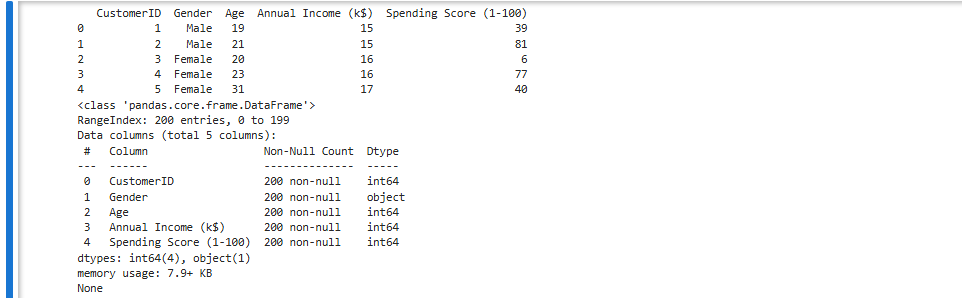 CustomerID  Gender  Age  Annual Income (k$)  Spending Score (1-100)
0           1    Male   19                  15                      39
1           2    Male   21                  15                      81
2           3  Female   20                  16                       6
3           4  Female   23                  16                      77
4           5  Female   31                  17                      40
<class 'pandas.core.frame.DataFrame'>
RangeIndex: 200 entries, 0 to 199
Data columns (total 5 columns):
 #   Column                  Non-Null Count  Dtype
---  ------                  --------------  -----
 0   CustomerID              200 non-null    int64
 1   Gender                  200 non-null    object
 2   Age                     200 non-null    int64
 3   Annual Income (k$)      200 non-null    int64
 4   Spending Score (1-100)  200 non-null    int64
dtypes: int64(4), object(1)
memory usage: 7.9+ KB
None